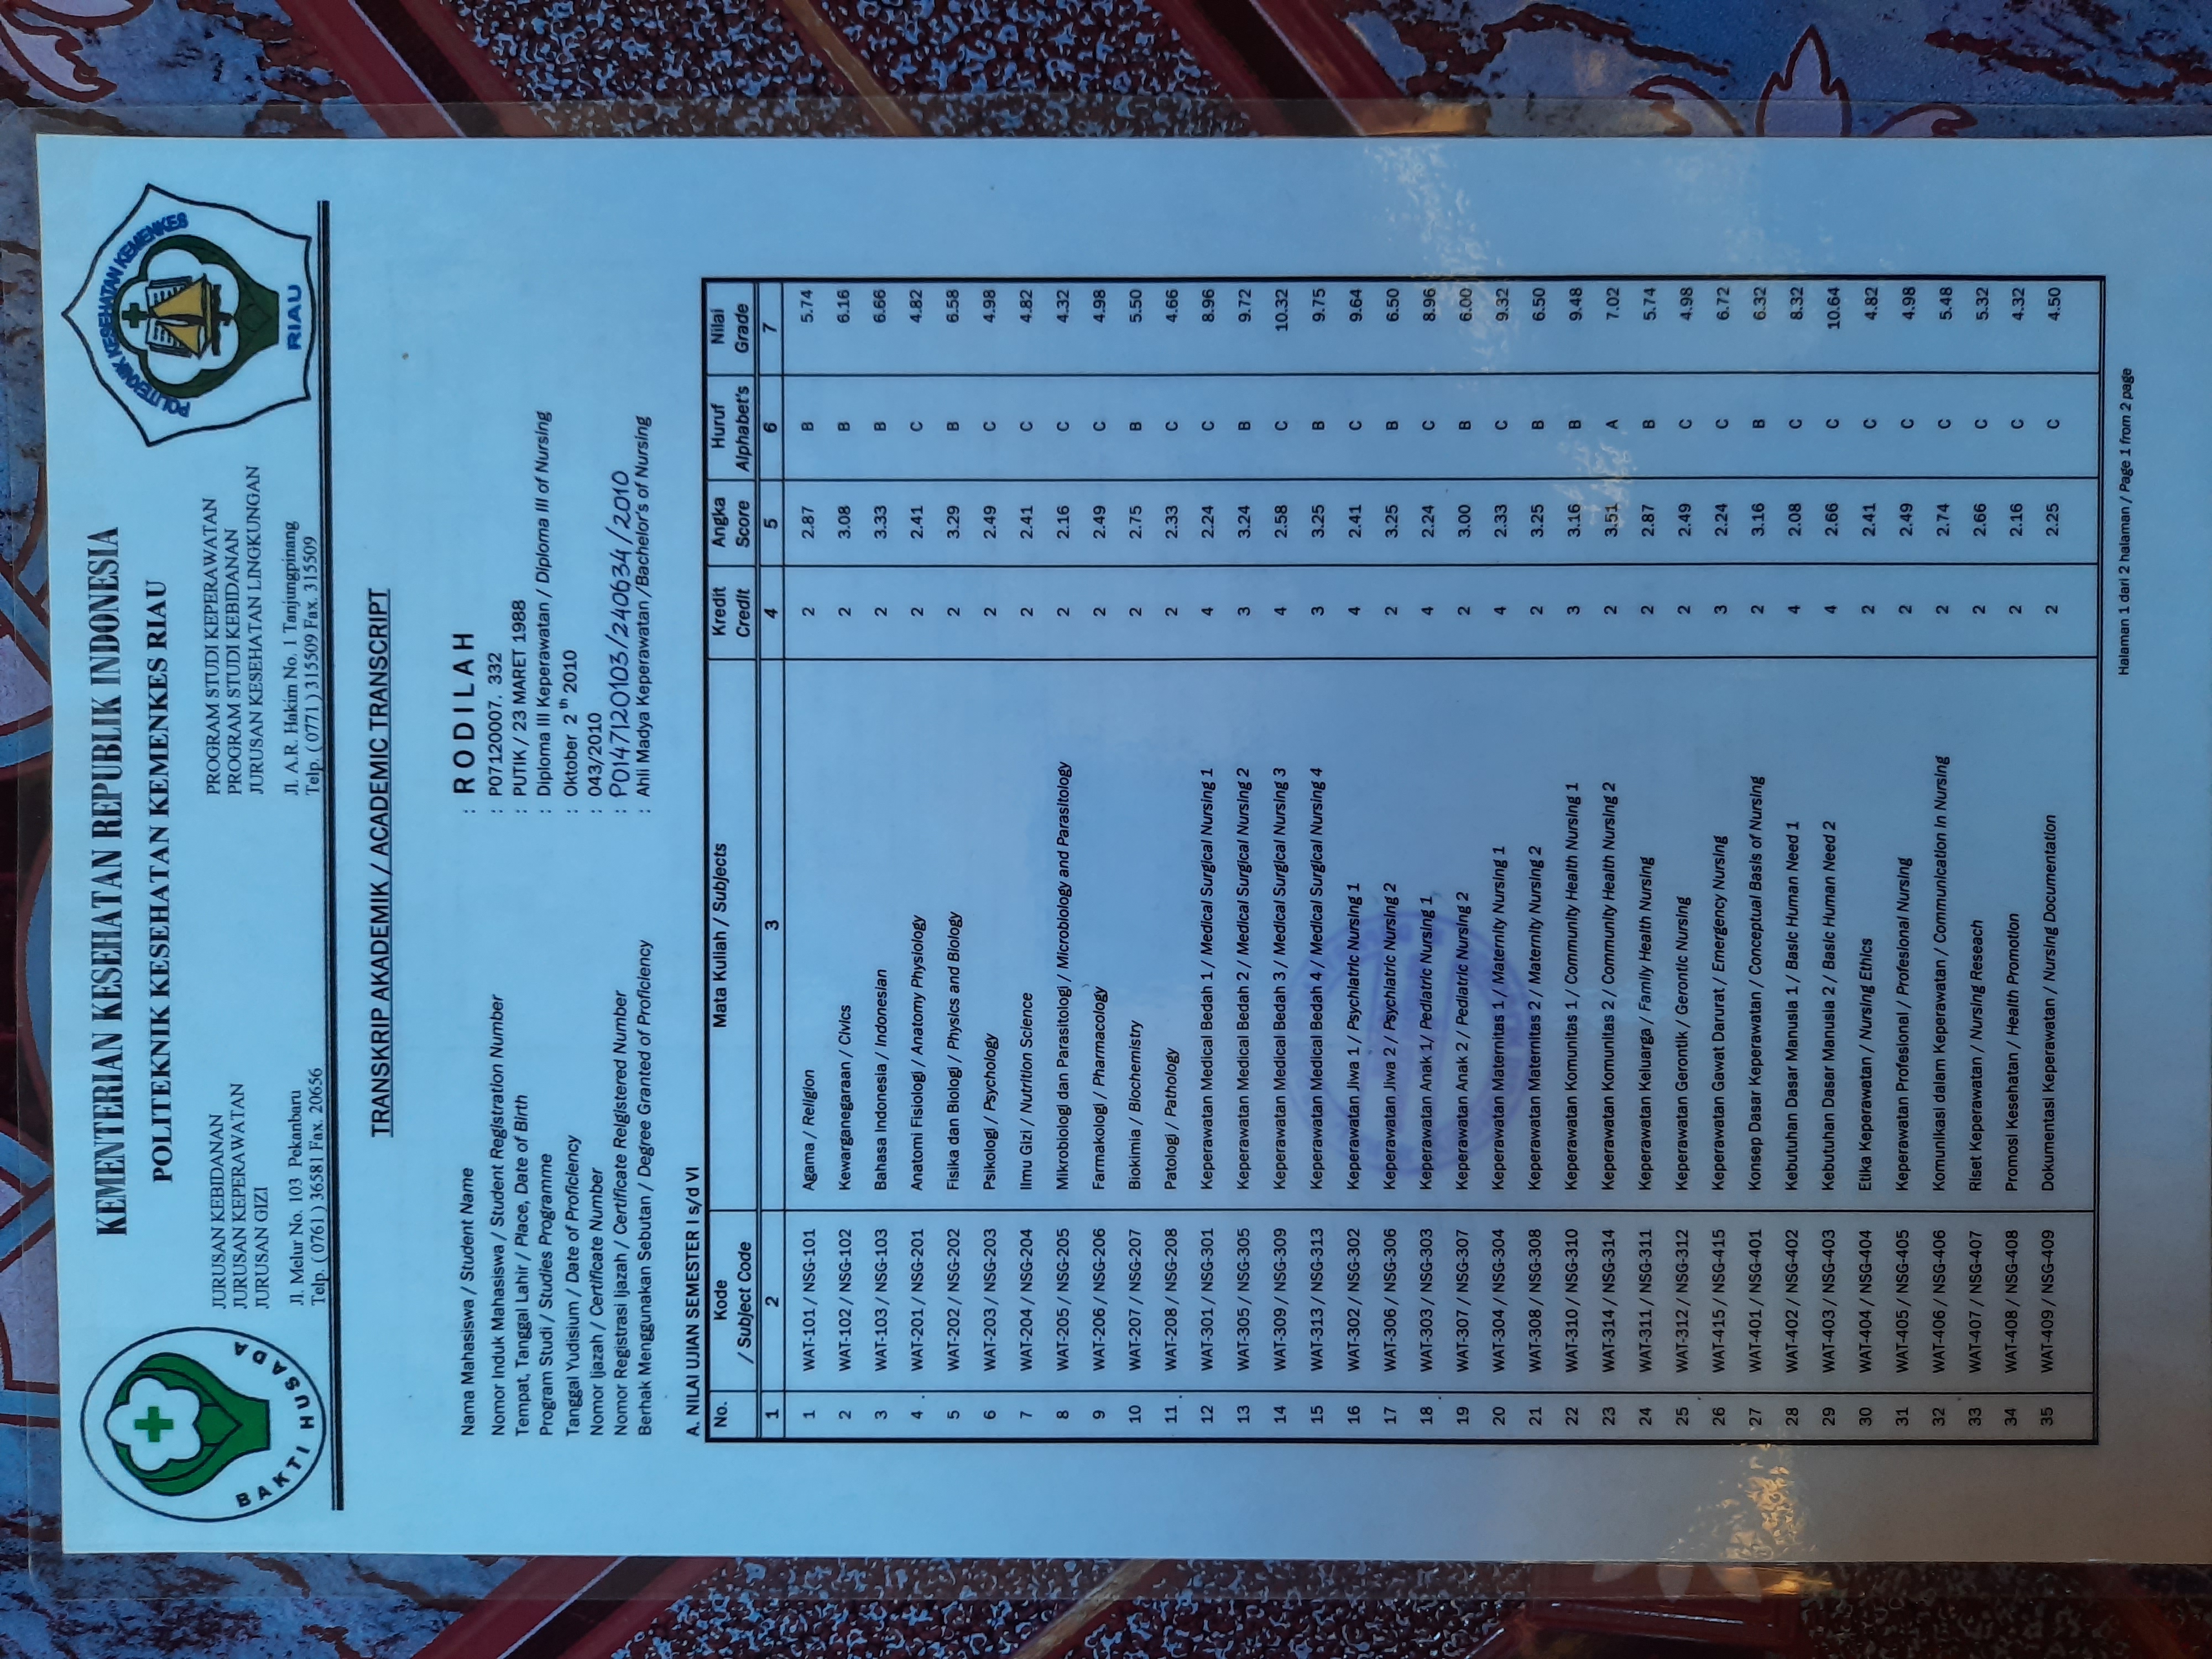 KEMENTERIAN KESEHATAN REPUBLIK INDONESIA
POLITEKNIK KESEHATAN KEMENKES RIAU
BAKTI HUSADA
POLITEKNIK KESEHATAN KEMENKES
RIAU
JURUSAN KEBIDANAN
JURUSAN KEPERAWATAN
JURUSAN GIZI
Jl. Melur No. 103 Pekanbaru
Telp. ( 0761 ) 36581 Fax. 20656
PROGRAM STUDI KEPERAWATAN
PROGRAM STUDI KEBIDANAN
JURUSAN KESEHATAN LINGKUNGAN
Jl. A.R. Hakim No. 1 Tanjungpinang
Telp. ( 0771 ) 315509 Fax. 315509
TRANSKRIP AKADEMIK / ACADEMIC TRANSCRIPT
Nama Mahasiswa / Student Name : RODILAH
Nomor Induk Mahasiswa / Student Registration Number : P07120007. 332
Tempat, Tanggal Lahir / Place, Date of Birth : PUTIK / 23 MARET 1988
Program Studi / Studies Programme : Diploma III Keperawatan / Diploma III of Nursing
Tanggal Yudisium / Date of Proficiency : Oktober 2 th 2010
Nomor Ijazah / Certificate Number : 043/2010
Nomor Registrasi Ijazah / Certificate Relgistered Number : P0147120103/240634/2010
Berhak Menggunakan Sebutan / Degree Granted of Proficiency : Ahli Madya Keperawatan /Bachelor's of Nursing
A. NILAI UJIAN SEMESTER I s/d VI
No. Kode Mata Kuliah / Subjects Kredit Angka Huruf Nilai
/ Subject Code Credit Score Alphabet's Grade
1 2 3 4 5 6 7
1 WAT-101 / NSG-101 Agama / Religion 2 2.87 B 5.74
2 WAT-102 / NSG-102 Kewarganegaraan / Civics 2 3.08 B 6.16
3 WAT-103 / NSG-103 Bahasa Indonesia / Indonesian 2 3.33 B 6.66
4 WAT-201 / NSG-201 Anatomi Fisiologi / Anatomy Physiology 2 2.41 C 4.82
5 WAT-202 / NSG-202 Fisika dan Biologi / Physics and Biology 2 3.29 B 6.58
6 WAT-203 / NSG-203 Psikologi / Psychology 2 2.49 C 4.98
7 WAT-204 / NSG-204 Ilmu Gizi / Nutrition Science 2 2.41 C 4.82
8 WAT-205 / NSG-205 Mikrobiologi dan Parasitologi / Microbiology and Parasitology 2 2.16 C 4.32
9 WAT-206 / NSG-206 Farmakologi / Pharmacology 2 2.49 C 4.98
10 WAT-207 / NSG-207 Biokimia / Biochemistry 2 2.75 B 5.50
11 WAT-208 / NSG-208 Patologi / Pathology 2 2.33 C 4.66
12 WAT-301 / NSG-301 Keperawatan Medical Bedah 1 / Medical Surgical Nursing 1 4 2.24 C 8.96
13 WAT-305 / NSG-305 Keperawatan Medical Bedah 2 / Medical Surgical Nursing 2 3 3.24 B 9.72
14 WAT-309 / NSG-309 Keperawatan Medical Bedah 3 / Medical Surgical Nursing 3 4 2.58 C 10.32
15 WAT-313 / NSG-313 Keperawatan Medical Bedah 4 / Medical Surgical Nursing 4 3 3.25 B 9.75
16 WAT-302 / NSG-302 Keperawatan Jiwa 1 / Psychiatric Nursing 1 4 2.41 C 9.64
17 WAT-306 / NSG-306 Keperawatan Jiwa 2 / Psychiatric Nursing 2 2 3.25 B 6.50
18 WAT-303 / NSG-303 Keperawatan Anak 1/ Pediatric Nursing 1 4 2.24 C 8.96
19 WAT-307 / NSG-307 Keperawatan Anak 2 / Pediatric Nursing 2 2 3.00 B 6.00
20 WAT-304 / NSG-304 Keperawatan Maternitas 1 / Maternity Nursing 1 4 2.33 C 9.32
21 WAT-308 / NSG-308 Keperawatan Maternitas 2 / Maternity Nursing 2 2 3.25 B 6.50
22 WAT-310 / NSG-310 Keperawatan Komunitas 1 / Community Health Nursing 1 3 3.16 B 9.48
23 WAT-314 / NSG-314 Keperawatan Komunitas 2 / Community Health Nursing 2 2 3.51 A 7.02
24 WAT-311 / NSG-311 Keperawatan Keluarga / Family Health Nursing 2 2.87 B 5.74
25 WAT-312 / NSG-312 Keperawatan Gerontik / Gerontic Nursing 2 2.49 C 4.98
26 WAT-415 / NSG-415 Keperawatan Gawat Darurat / Emergency Nursing 3 2.24 C 6.72
27 WAT-401 / NSG-401 Konsep Dasar Keperawatan / Conceptual Basis of Nursing 2 3.16 B 6.32
28 WAT-402 / NSG-402 Kebutuhan Dasar Manusia 1 / Basic Human Need 1 4 2.08 C 8.32
29 WAT-403 / NSG-403 Kebutuhan Dasar Manusia 2 / Basic Human Need 2 4 2.66 C 10.64
30 WAT-404 / NSG-404 Etika Keperawatan / Nursing Ethics 2 2.41 C 4.82
31 WAT-405 / NSG-405 Keperawatan Profesional / Profesional Nursing 2 2.49 C 4.98
32 WAT-406 / NSG-406 Komunikasi dalam Keperawatan / Communication in Nursing 2 2.74 C 5.48
33 WAT-407 / NSG-407 Riset Keperawatan / Nursing Reseach 2 2.66 C 5.32
34 WAT-408 / NSG-408 Promosi Kesehatan / Health Promotion 2 2.16 C 4.32
35 WAT-409 / NSG-409 Dokumentasi Keperawatan / Nursing Documentation 2 2.25 C 4.50
Halaman 1 dari 2 halaman / Page 1 from 2 page